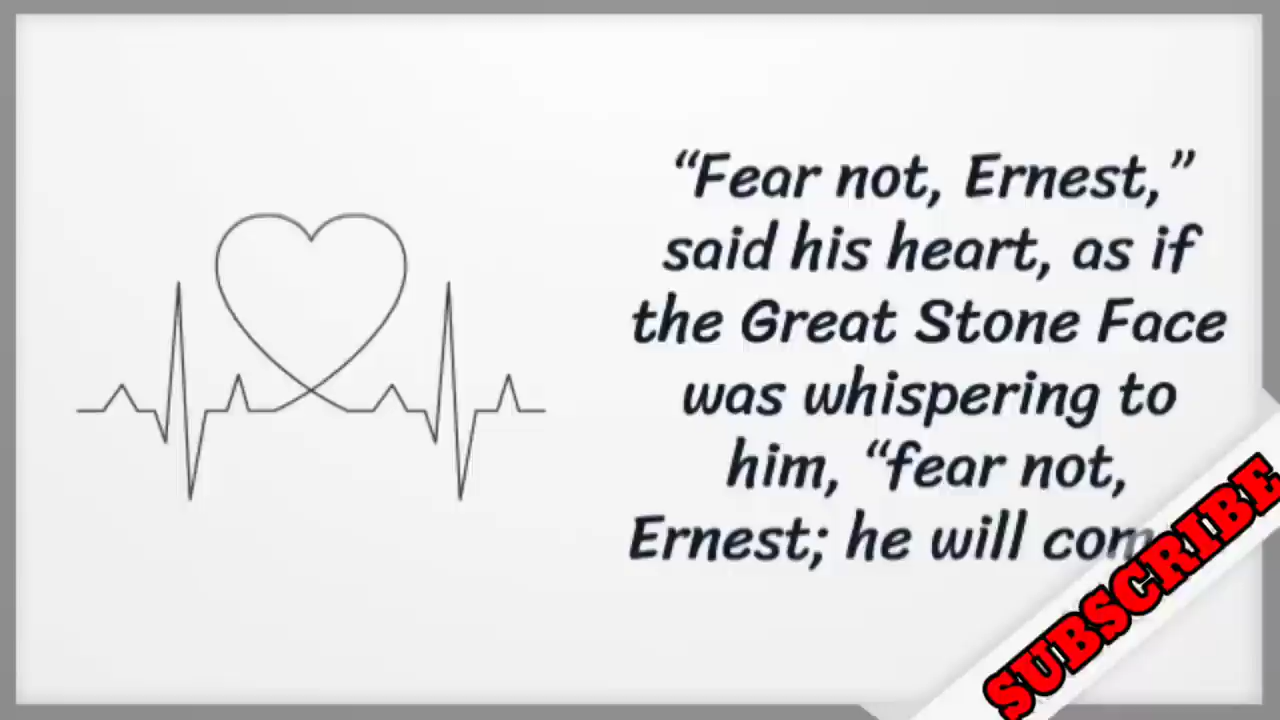 “Fear not, Ernest,”
said his heart, as if
the Great Stone Face
was whispering to
him, “fear not,
Ernest; he will
SUBSCRIBE